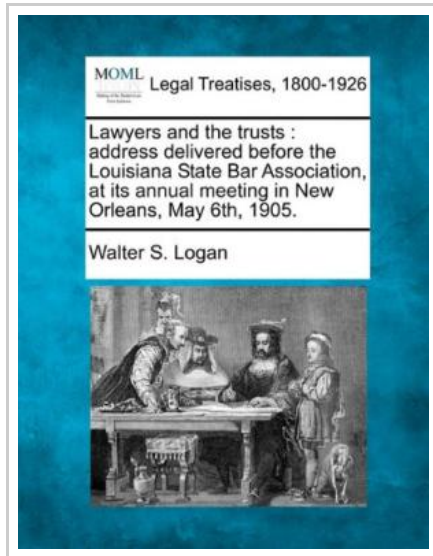 MOML Legal Treatises, 1800-1926
Lawyers and the trusts :
address delivered before the
Louisiana State Bar Association,
at its annual meeting in New
Orleans, May 6th, 1905.
Walter S. Logan